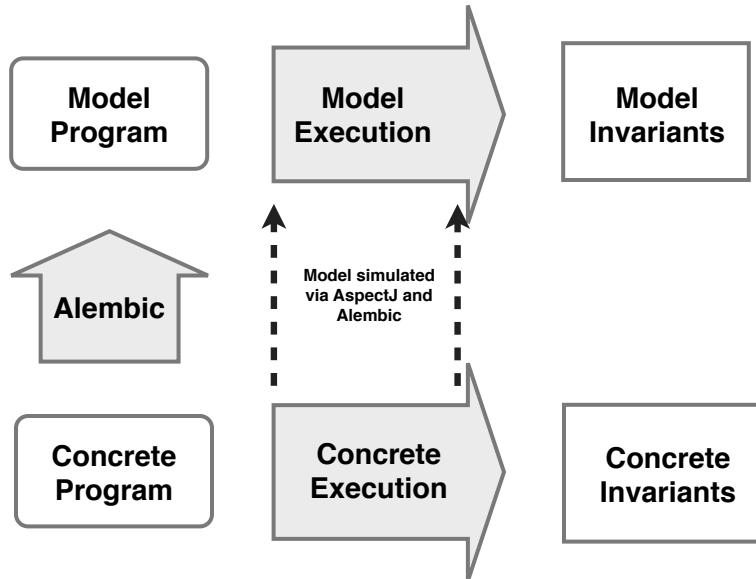 Model
Program
Model
Execution
Model
Invariants
Alembic
Model simulated
via AspectJ and
Alembic
Concrete
Program
Concrete
Execution
Concrete
Invariants